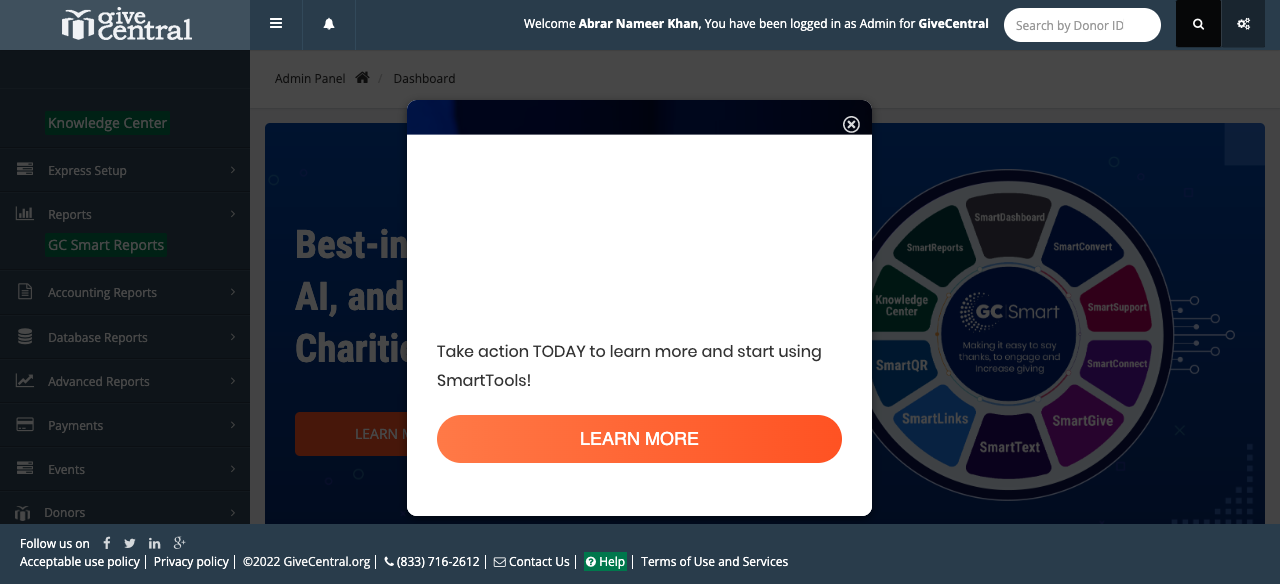 give central
Welcome Abrar Nameer Khan, You have been logged in as Admin for GiveCentral
Search by Donor ID
Admin Panel / Dashboard
Knowledge Center
Express Setup
Reports
GC Smart Reports
Accounting Reports
Database Reports
Advanced Reports
Payments
Events
Donors
Best-in
AI, and
Charitie
LEARN M
Take action TODAY to learn more and start using
SmartTools!
LEARN MORE
SmartDashboard
SmartReports
SmartConvert
Knowledge
Center
SmartSupport
GC Smart
Making it easy to say
thanks, to engage and
increase giving
SmartQR
SmartConnect
SmartLinks
SmartGive
SmartText
Follow us on
Acceptable use policy | Privacy policy | ©2022 GiveCentral.org | (833) 716-2612 | Contact Us | Help | Terms of Use and Services